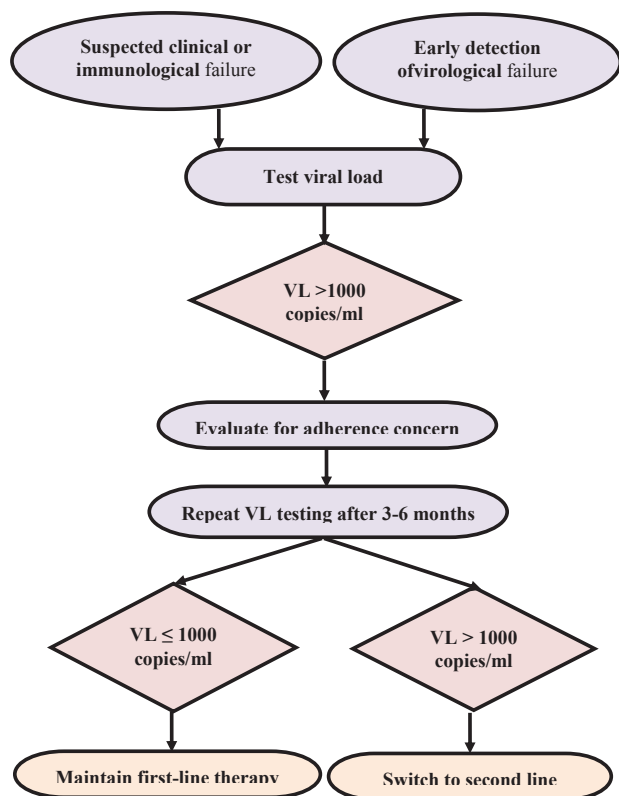 Suspected clinical or
immunological failure
Early detection
ofvirological failure
Test viral load
VL >1000
copies/ml
Evaluate for adherence concern
Repeat VL testing after 3-6 months
VL ≤ 1000
copies/ml
VL > 1000
copies/ml
Maintain first-line therapy
Switch to second line